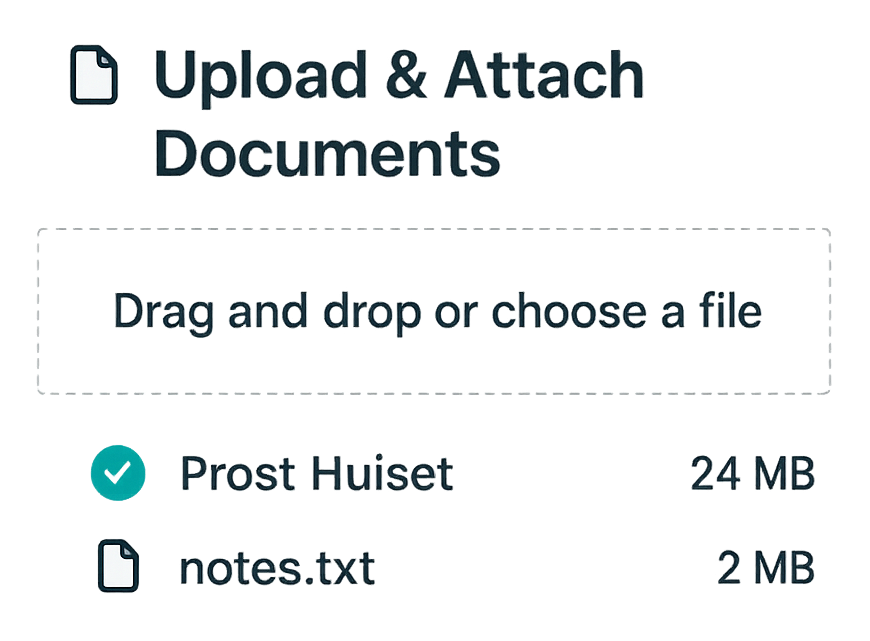 Upload & Attach
Documents
Drag and drop or choose a file
Prost Huiset 24 MB
notes.txt 2 MB